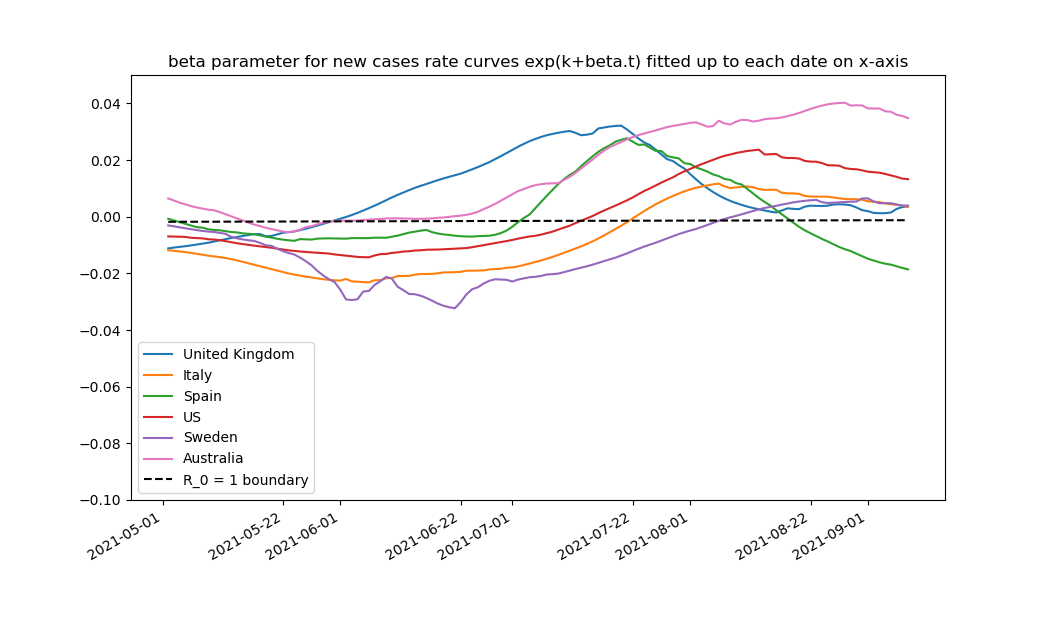 beta parameter for new cases rate curves exp(k+beta.t) fitted up to each date on x-axis
0.04
0.02
0.00
−0.02
−0.04
−0.06
−0.08
−0.10
United Kingdom
Italy
Spain
US
Sweden
Australia
R_0 = 1 boundary
2021-05-01
2021-05-22
2021-06-01
2021-06-22
2021-07-01
2021-07-22
2021-08-01
2021-08-22
2021-09-01